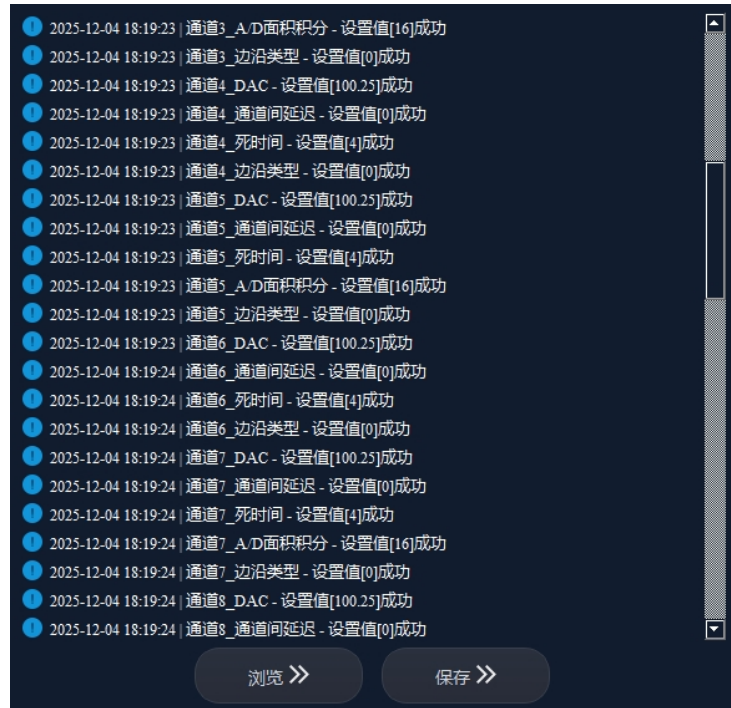 2025-12-04 18:19:23 | 通道3_A/D面积积分 - 设置值[16]成功
2025-12-04 18:19:23 | 通道3_边沿类型 - 设置值[0]成功
2025-12-04 18:19:23 | 通道4_DAC - 设置值[100.25]成功
2025-12-04 18:19:23 | 通道4_通道间延迟 - 设置值[0]成功
2025-12-04 18:19:23 | 通道4_死时间 - 设置值[4]成功
2025-12-04 18:19:23 | 通道4_边沿类型 - 设置值[0]成功
2025-12-04 18:19:23 | 通道5_DAC - 设置值[100.25]成功
2025-12-04 18:19:23 | 通道5_通道间延迟 - 设置值[0]成功
2025-12-04 18:19:23 | 通道5_死时间 - 设置值[4]成功
2025-12-04 18:19:23 | 通道5_A/D面积积分 - 设置值[16]成功
2025-12-04 18:19:23 | 通道5_边沿类型 - 设置值[0]成功
2025-12-04 18:19:23 | 通道6_DAC - 设置值[100.25]成功
2025-12-04 18:19:24 | 通道6_通道间延迟 - 设置值[0]成功
2025-12-04 18:19:24 | 通道6_死时间 - 设置值[4]成功
2025-12-04 18:19:24 | 通道6_边沿类型 - 设置值[0]成功
2025-12-04 18:19:24 | 通道7_DAC - 设置值[100.25]成功
2025-12-04 18:19:24 | 通道7_通道间延迟 - 设置值[0]成功
2025-12-04 18:19:24 | 通道7_死时间 - 设置值[4]成功
2025-12-04 18:19:24 | 通道7_A/D面积积分 - 设置值[16]成功
2025-12-04 18:19:24 | 通道7_边沿类型 - 设置值[0]成功
2025-12-04 18:19:24 | 通道8_DAC - 设置值[100.25]成功
2025-12-04 18:19:24 | 通道8_通道间延迟 - 设置值[0]成功
浏览 保存